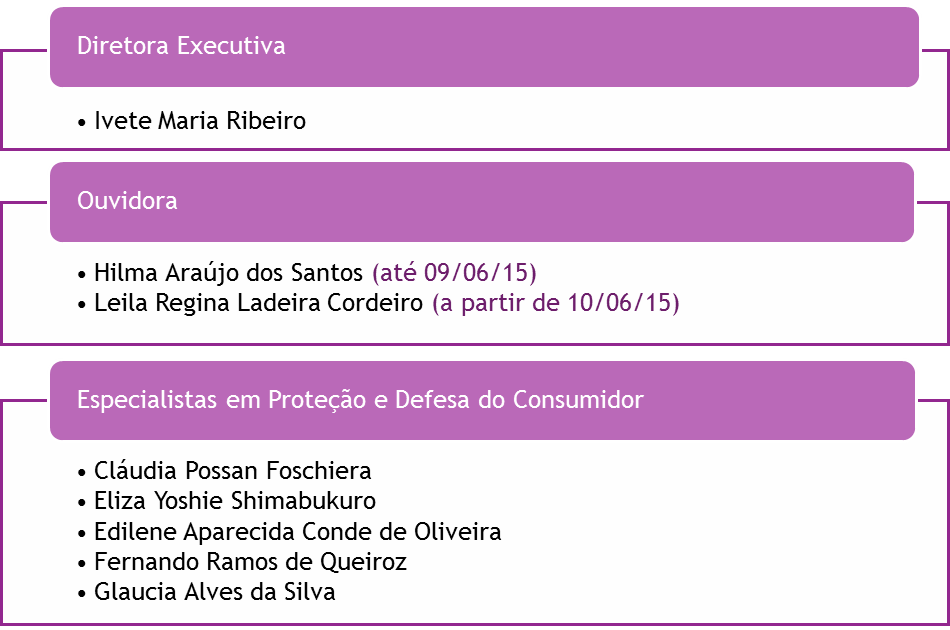 Diretora Executiva
• Ivete Maria Ribeiro
Ouvidora
• Hilma Araújo dos Santos (até 09/06/15)
• Leila Regina Ladeira Cordeiro (a partir de 10/06/15)
Especialistas em Proteção e Defesa do Consumidor
• Cláudia Possan Foschiera
• Eliza Yoshie Shimabukuro
• Edilene Aparecida Conde de Oliveira
• Fernando Ramos de Queiroz
• Glaucia Alves da Silva